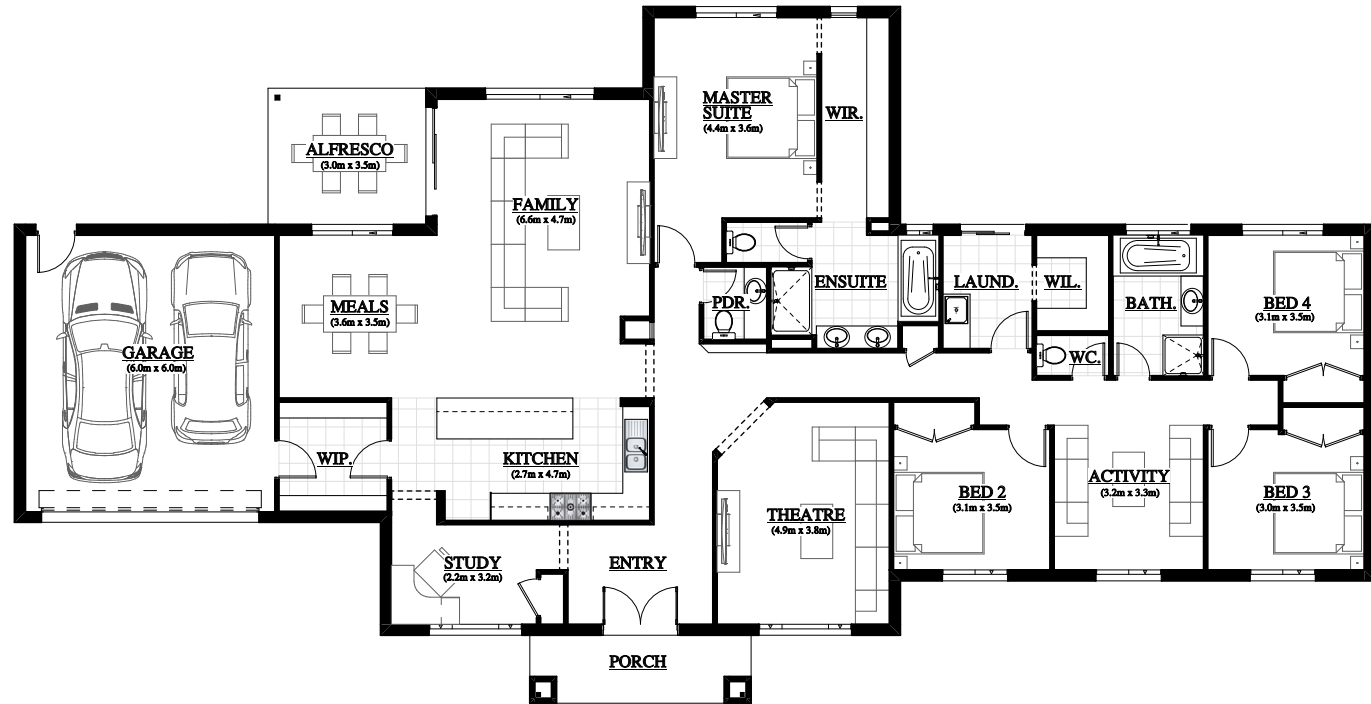 MASTER
SUITE
(4.4m x 3.6m)
WIR.
ALFRESCO
(3.0m x 3.5m)
FAMILY
(6.6m x 4.7m)
ENSUITE
LAUND.
WIL.
BATH.
BED 4
(3.1m x 3.5m)
PDR.
MEALS
(3.6m x 3.5m)
GARAGE
(6.0m x 6.0m)
WC.
WIP.
KITCHEN
(2.7m x 4.7m)
THEATRE
(4.9m x 3.8m)
BED 2
(3.1m x 3.5m)
ACTIVITY
(3.2m x 3.3m)
BED 3
(3.0m x 3.5m)
STUDY
(2.2m x 3.2m)
ENTRY
PORCH